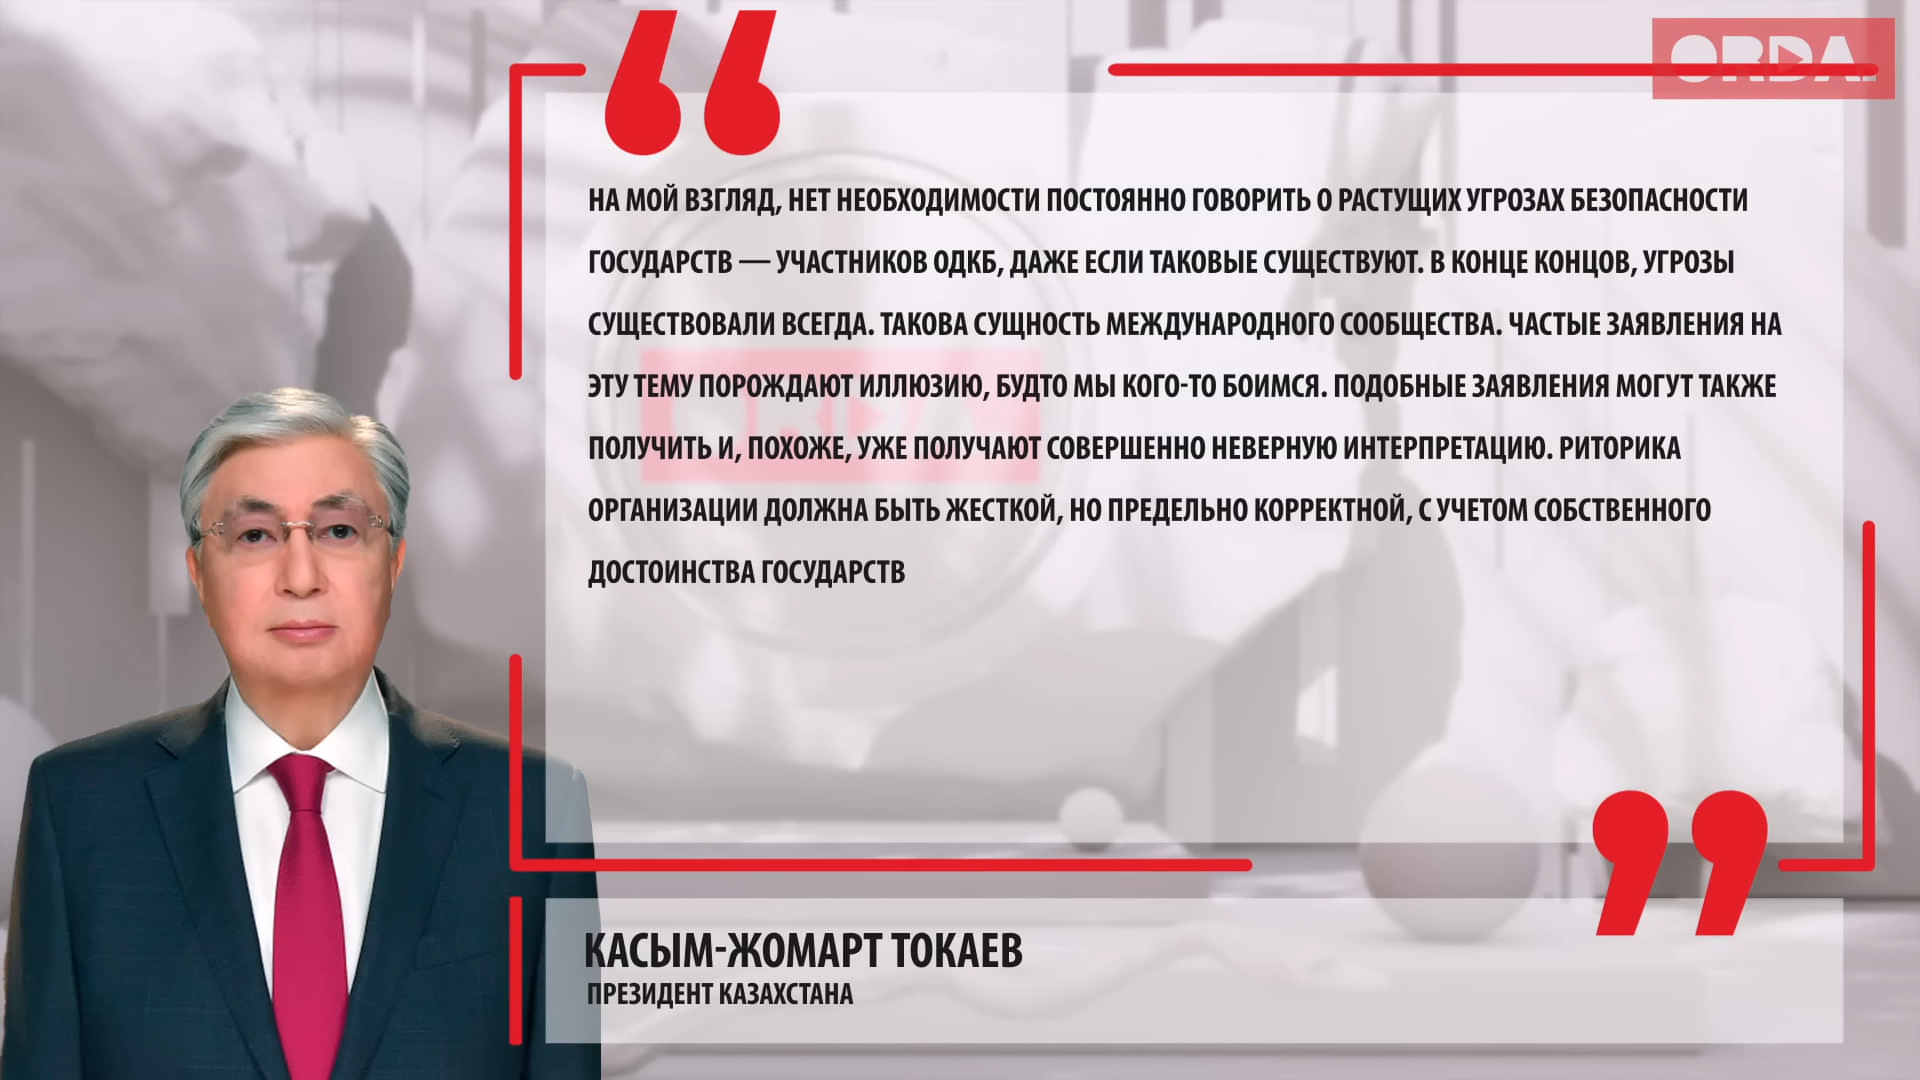 ORDA.
НА МОЙ ВЗГЛЯД, НЕТ НЕОБХОДИМОСТИ ПОСТОЯННО ГОВОРИТЬ О РАСТУЩИХ УГРОЗАХ БЕЗОПАСНОСТИ
ГОСУДАРСТВ — УЧАСТНИКОВ ОДКБ, ДАЖЕ ЕСЛИ ТАКОВЫЕ СУЩЕСТВУЮТ. В КОНЦЕ КОНЦОВ, УГРОЗЫ
СУЩЕСТВОВАЛИ ВСЕГДА. ТАКОВА СУЩНОСТЬ МЕЖДУНАРОДНОГО СООБЩЕСТВА. ЧАСТЫЕ ЗАЯВЛЕНИЯ НА
ЭТУ ТЕМУ ПОРОЖДАЮТ ИЛЛЮЗИЮ, БУДТО МЫ КОГО-ТО БОИМСЯ. ПОДОБНЫЕ ЗАЯВЛЕНИЯ МОГУТ ТАКЖЕ
ПОЛУЧИТЬ И, ПОХОЖЕ, УЖЕ ПОЛУЧАЮТ СОВЕРШЕННО НЕВЕРНУЮ ИНТЕРПРЕТАЦИЮ. РИТОРИКА
ОРГАНИЗАЦИИ ДОЛЖНА БЫТЬ ЖЕСТКОЙ, НО ПРЕДЕЛЬНО КОРРЕКТНОЙ, С УЧЕТОМ СОБСТВЕННОГО
ДОСТОИНСТВА ГОСУДАРСТВ
КАСЫМ-ЖОМАРТ ТОКАЕВ
ПРЕЗИДЕНТ КАЗАХСТАНА